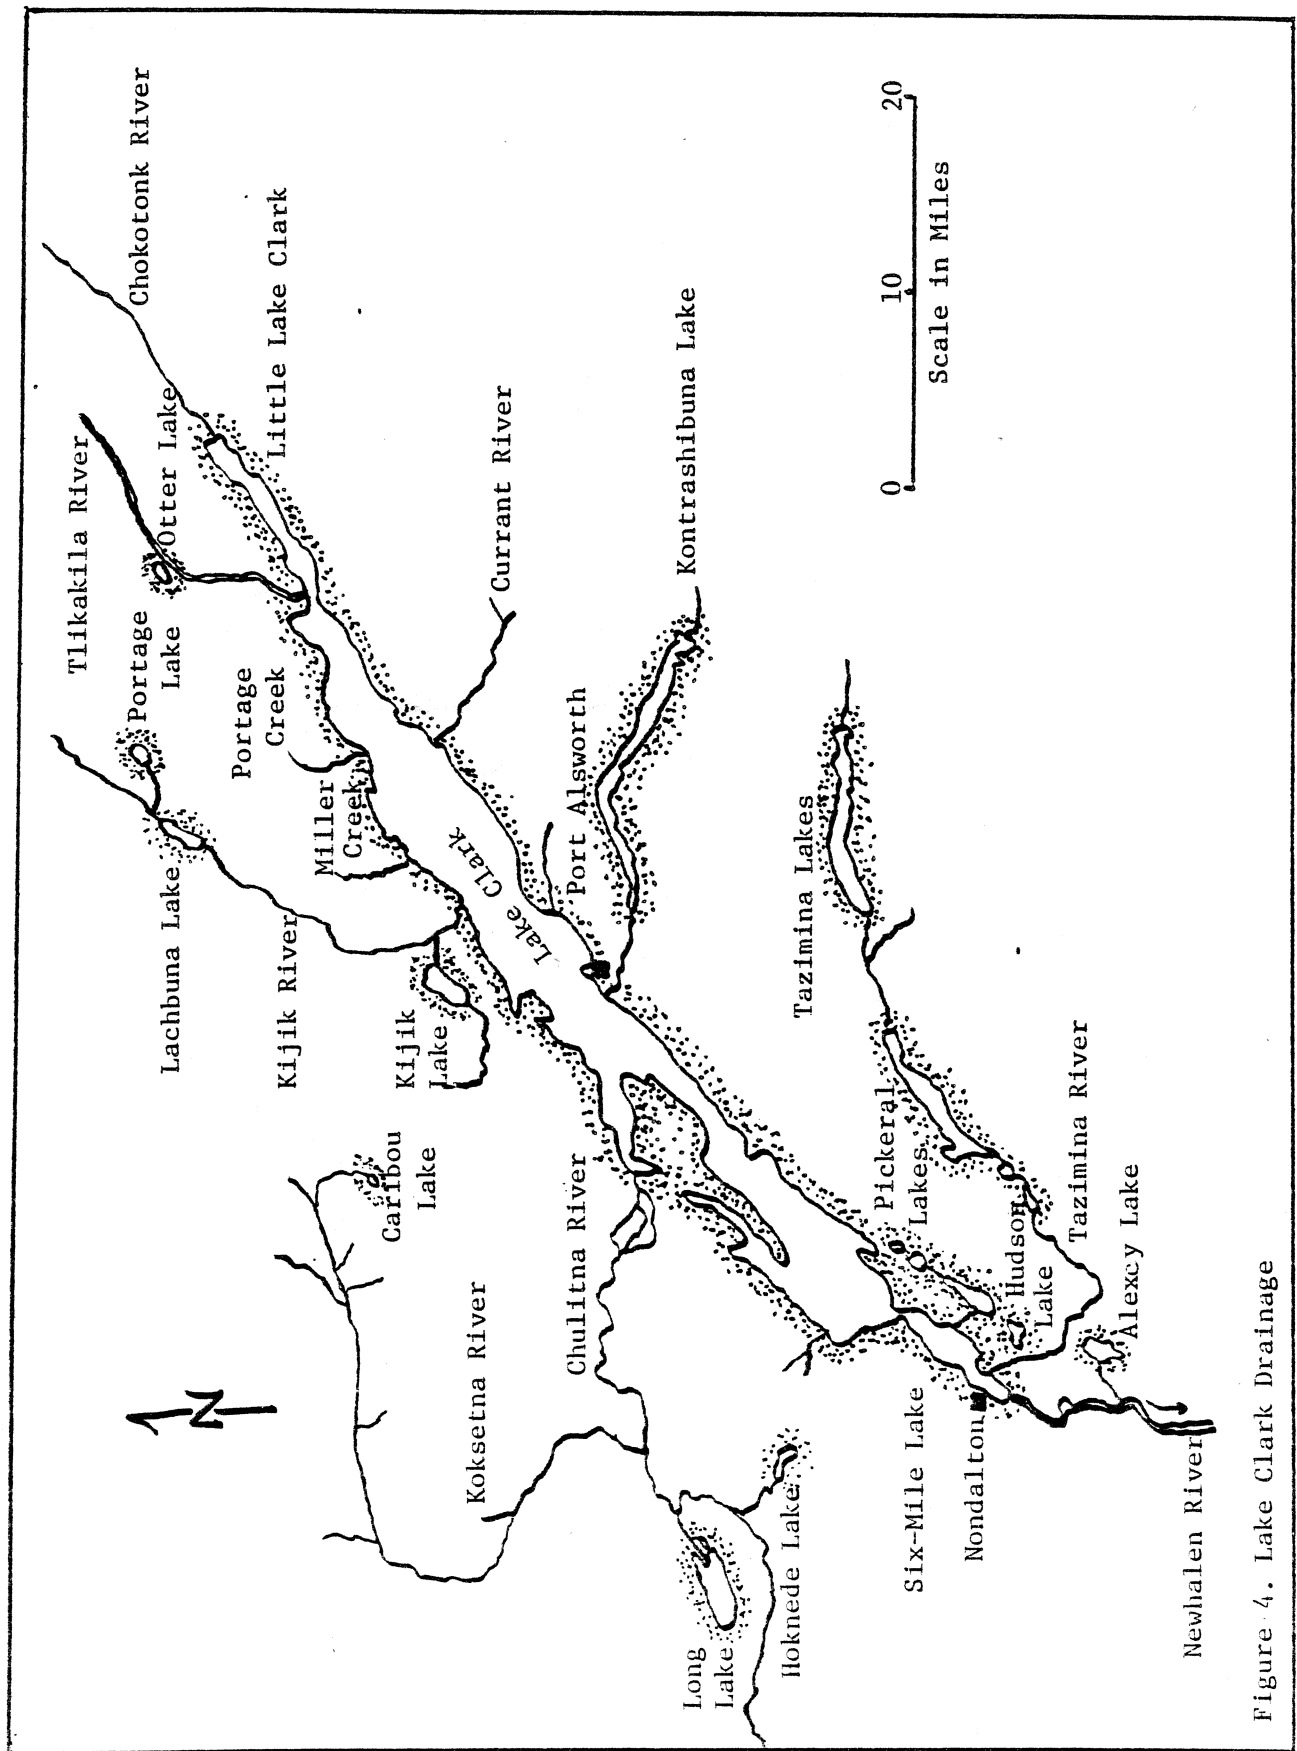 Chokotonk River
Tlikakila River
Otter Lake
Little Lake Clark
Portage
Lake
Portage
Creek
Miller
Creek
Currant River
Kontrashibuna Lake
Lachbuna Lake
Kijik River
Kijik
Lake
Lake Clark
Port Alsworth
Caribou
Lake
Chulitna River
Koksetna River
Tazimina Lakes
Pickeral
Lakes
Hudson
Lake
Tazimina River
Alexcy Lake
Long
Lake
Hoknede Lake
Six-Mile Lake
Nondalton
Newhalen River
N
0 10 20
Scale in Miles
Figure 4. Lake Clark Drainage